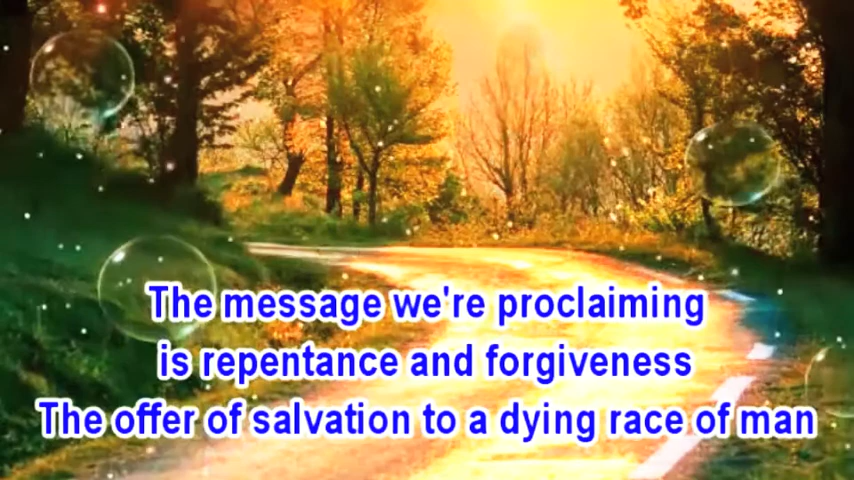 The message we're proclaiming
is repentance and forgiveness
The offer of salvation to a dying race of man